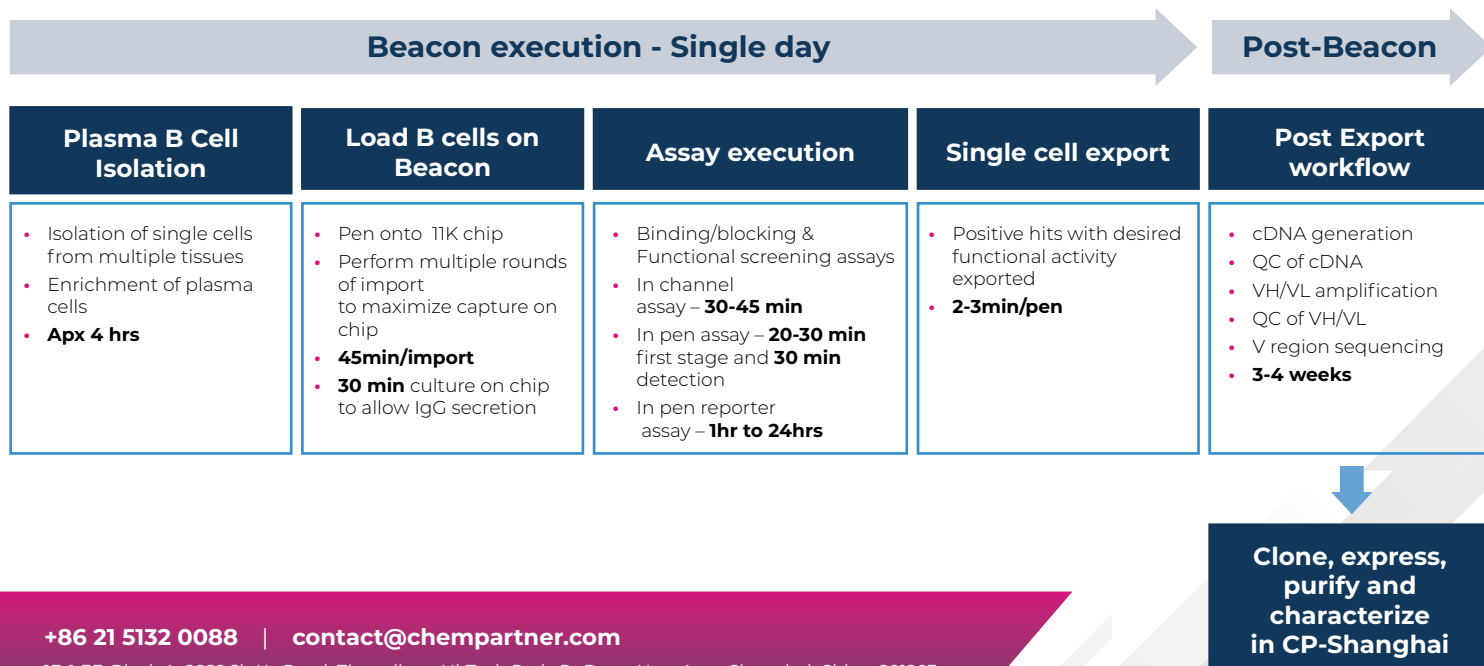 Beacon execution - Single day
Post-Beacon
Plasma B Cell
Isolation
• Isolation of single cells
from multiple tissues
• Enrichment of plasma
cells
• Apx 4 hrs
Load B cells on
Beacon
• Pen onto 11K chip
• Perform multiple rounds
of import
to maximize capture on
chip
• 45min/import
• 30 min culture on chip
to allow IgG secretion
Assay execution
• Binding/blocking &
Functional screening assays
• In channel
assay – 30-45 min
• In pen assay – 20-30 min
first stage and 30 min
detection
• In pen reporter
assay – 1hr to 24hrs
Single cell export
• Positive hits with desired
functional activity
exported
• 2-3min/pen
Post Export
workflow
• cDNA generation
• QC of cDNA
• VH/VL amplification
• QC of VH/VL
• V region sequencing
• 3-4 weeks
Clone, express,
purify and
characterize
in CP-Shanghai
+86 21 5132 0088 | contact@chempartner.com